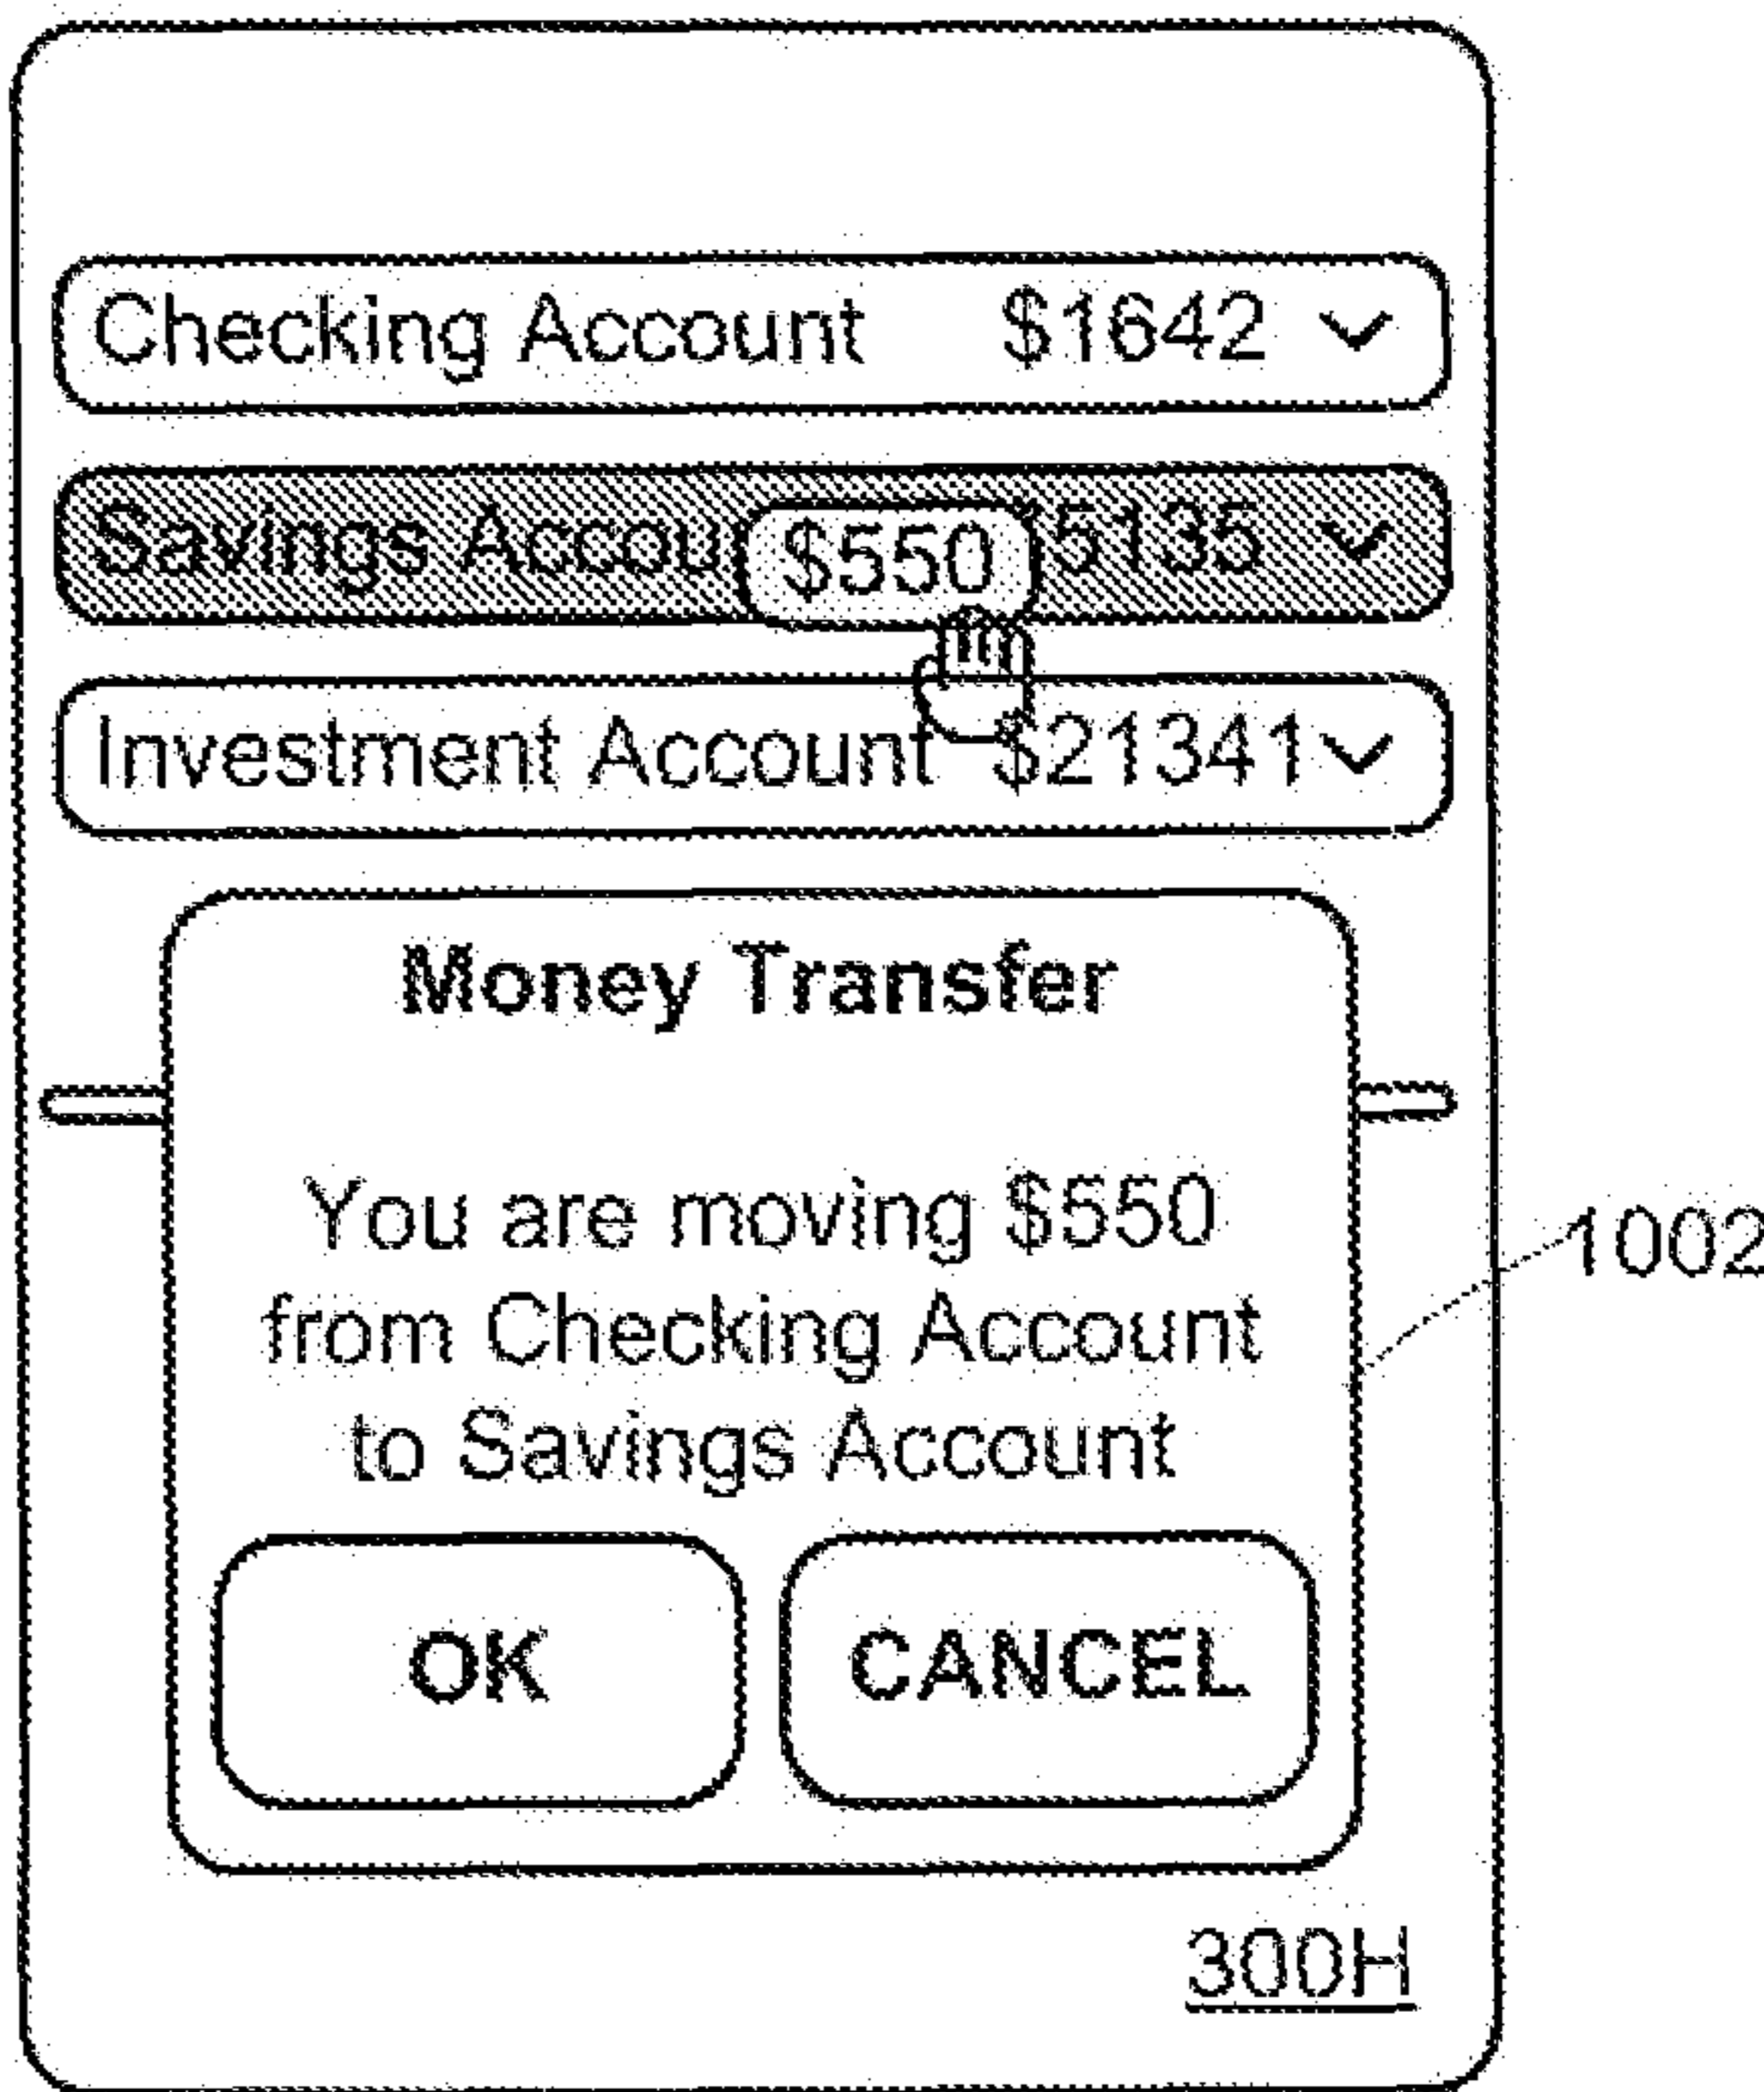 Checking Account $1642
Savings Accou $550 5135
Investment Account $21341
Money Transfer
You are moving $550
from Checking Account
to Savings Account
OK CANCEL
1002
300H